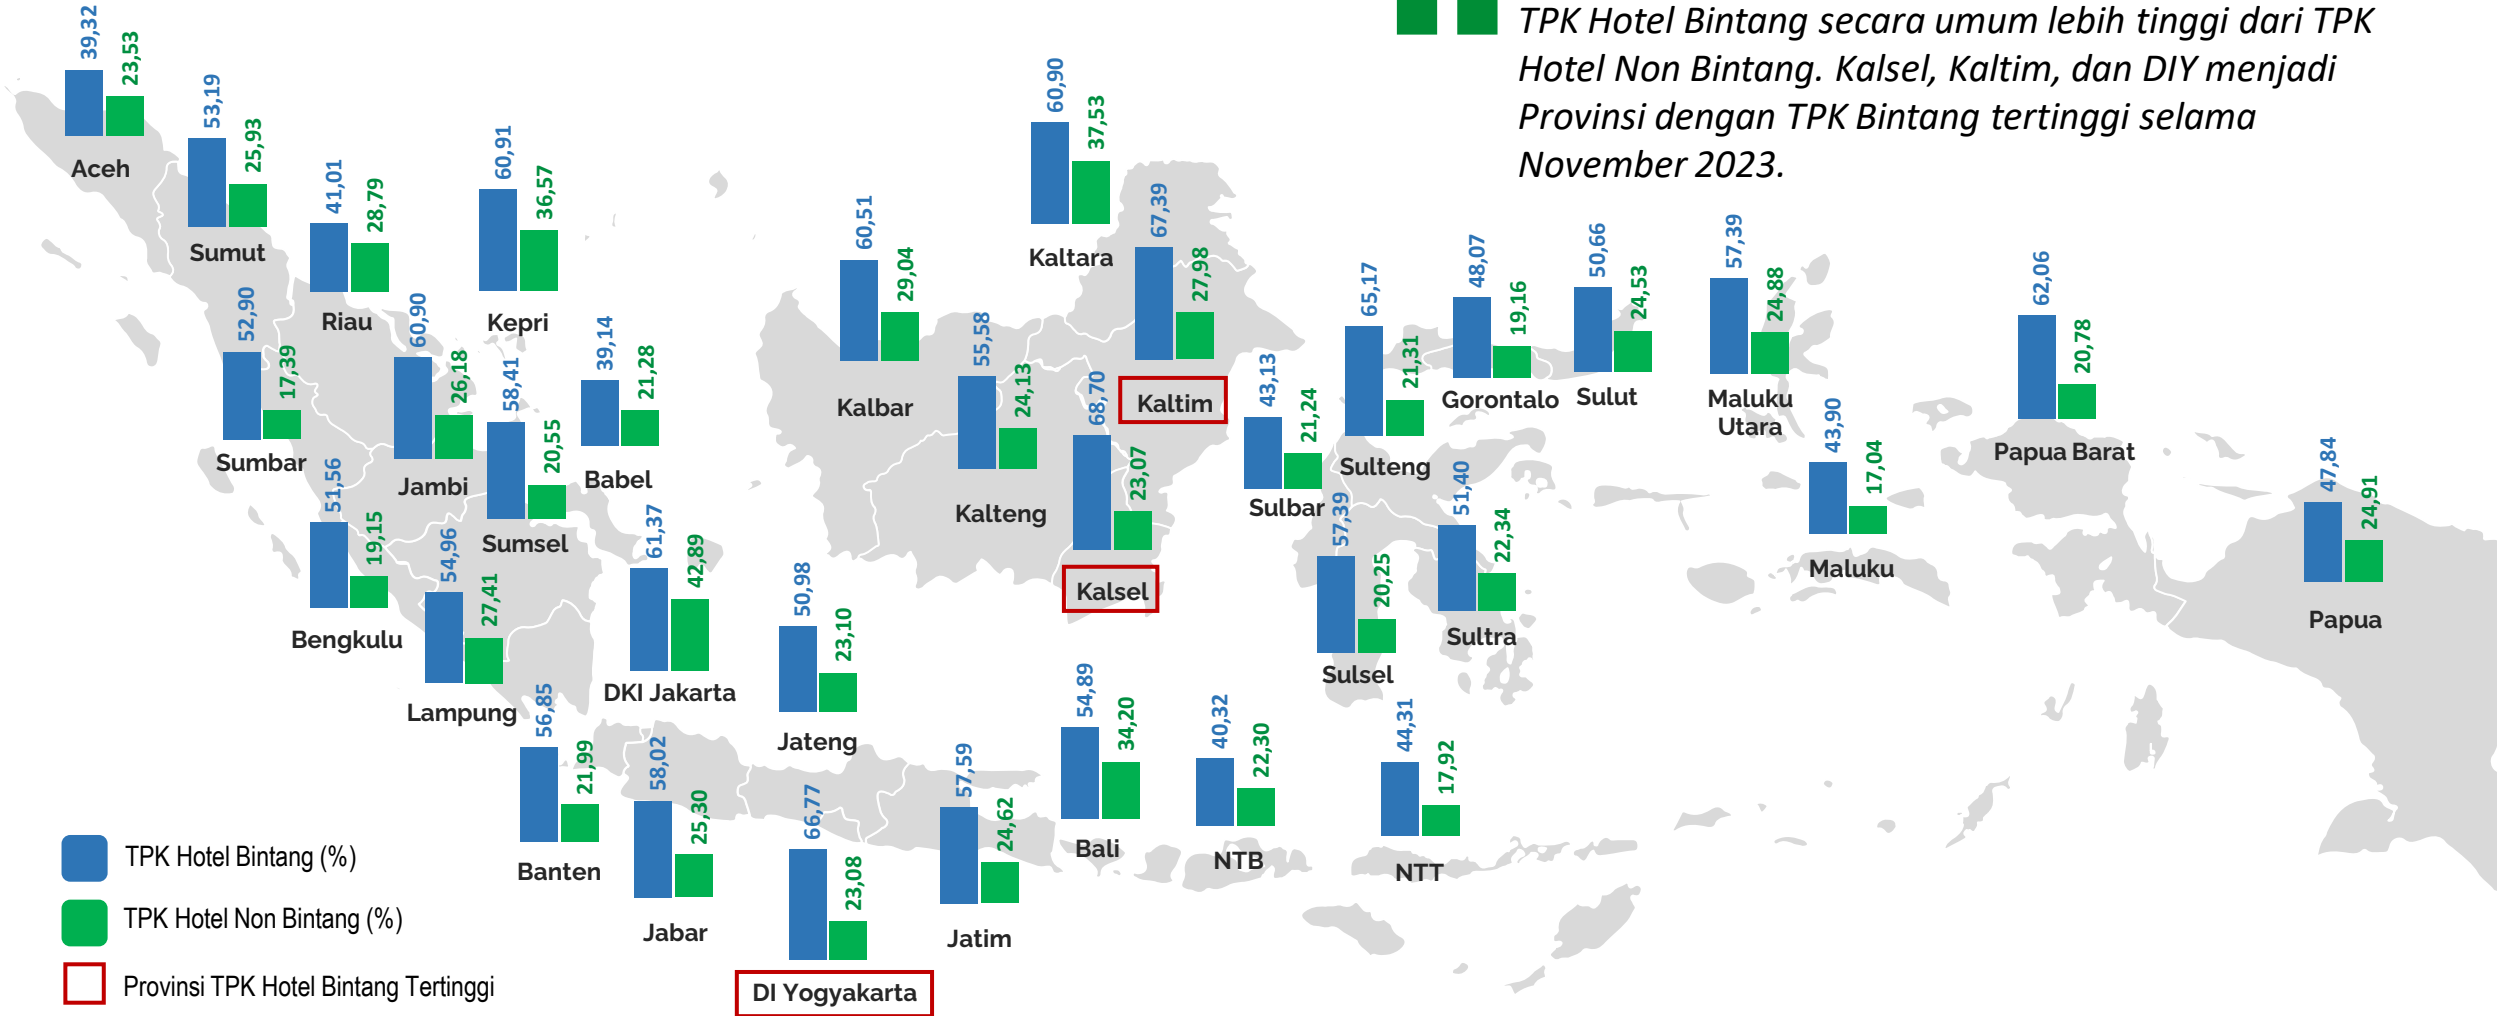 TPK Hotel Bintang secara umum lebih tinggi dari TPK
Hotel Non Bintang. Kalsel, Kaltim, dan DIY menjadi
Provinsi dengan TPK Bintang tertinggi selama
November 2023.
39,32
23,53
Aceh
53,19
25,93
Sumut
41,01
28,79
Riau
60,91
36,57
Kepri
52,90
17,39
Sumbar
60,90
26,18
Jambi
58,41
20,55
Sumsel
39,14
21,28
Babel
51,56
19,15
Bengkulu
54,96
27,41
Lampung
61,37
42,89
DKI Jakarta
56,85
21,99
Banten
58,02
25,30
Jabar
50,98
23,10
Jateng
66,77
23,08
DI Yogyakarta
57,59
24,62
Jatim
54,89
34,20
Bali
40,32
22,30
NTB
44,31
17,92
NTT
60,51
29,04
Kalbar
55,58
24,13
Kalteng
68,70
23,07
Kalsel
67,39
27,98
Kaltim
60,90
37,53
Kaltara
43,13
21,24
Sulbar
65,17
21,31
Sulteng
48,07
19,16
Gorontalo
50,66
24,53
Sulut
57,39
20,25
Sulsel
51,40
22,34
Sultra
57,39
24,88
Maluku
Utara
43,90
17,04
Maluku
62,06
20,78
Papua Barat
47,84
24,91
Papua
TPK Hotel Bintang (%)
TPK Hotel Non Bintang (%)
Provinsi TPK Hotel Bintang Tertinggi